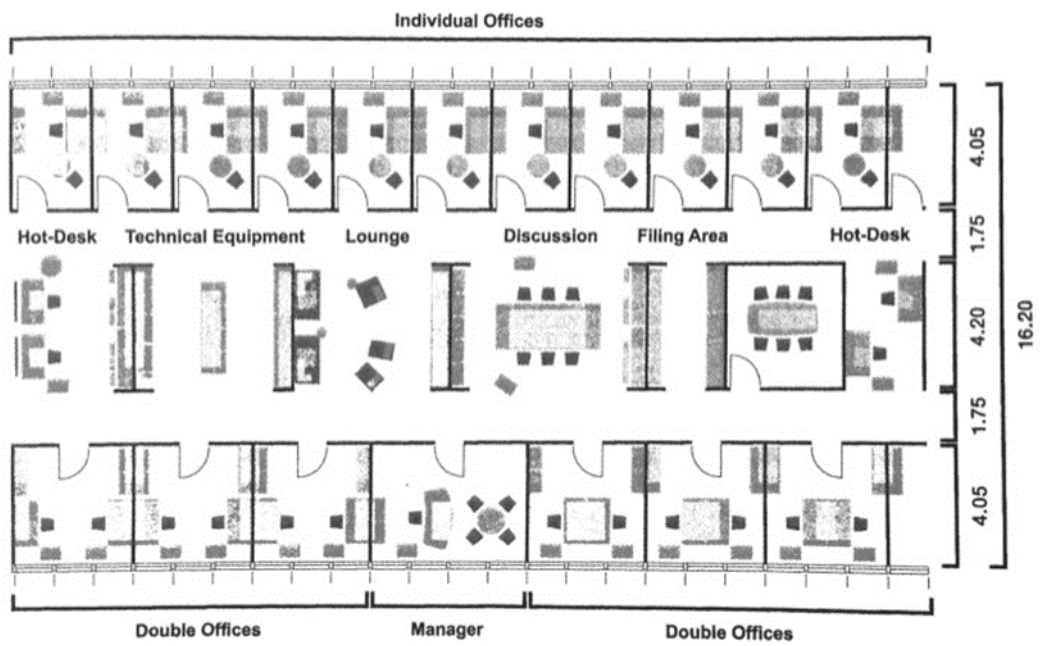 Individual Offices
4.05
Hot-Desk Technical Equipment Lounge Discussion Filing Area Hot-Desk
1.75
4.20
16.20
1.75
4.05
Double Offices Manager Double Offices